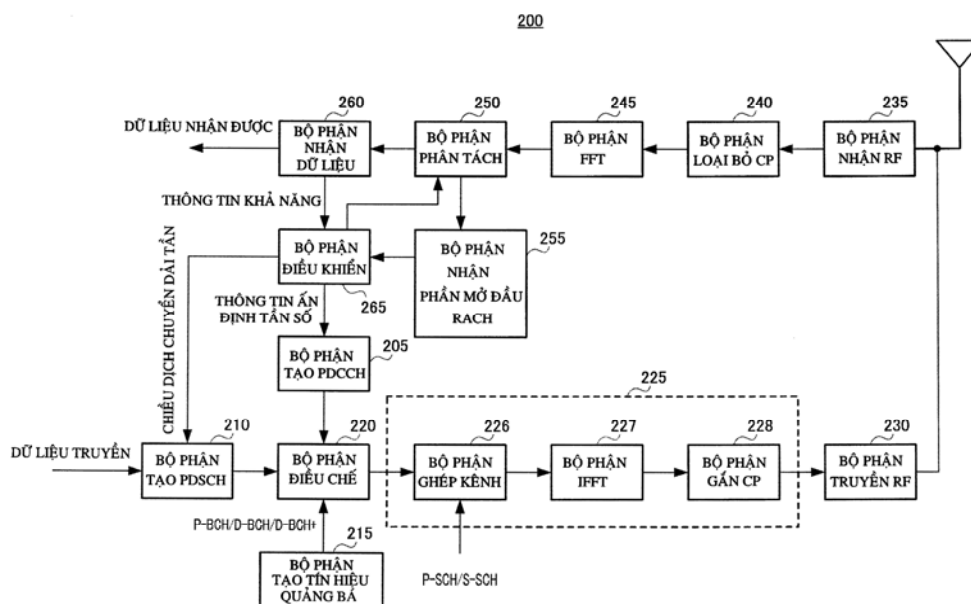 200
260
250
245
240
235
DỮ LIỆU NHẬN ĐƯỢC
BỘ PHẬN
NHẬN
DỮ LIỆU
BỘ PHẬN
PHÂN TÁCH
BỘ PHẬN
FFT
BỘ PHẬN
LOẠI BỎ CP
BỘ PHẬN
NHẬN RF
THÔNG TIN KHẢ NĂNG
BỘ PHẬN
ĐIỀU KHIỂN
265
BỘ PHẬN
NHẬN
PHẦN MỞ ĐẦU
RACH
255
CHIỀU DỊCH CHUYỂN DẢI TẦN
THÔNG TIN ẤN
ĐỊNH TẦN SỐ
205
BỘ PHẬN
TẠO PDCCH
225
DỮ LIỆU TRUYỀN
210
BỘ PHẬN
TẠO PDSCH
220
BỘ PHẬN
ĐIỀU CHẾ
226
BỘ PHẬN
GHÉP KÊNH
227
BỘ PHẬN
IFFT
228
BỘ PHẬN
GẮN CP
230
BỘ PHẬN
TRUYỀN RF
P-BCH/D-BCH/D-BCH+
215
BỘ PHẬN
TẠO TÍN HIỆU
QUẢNG BÁ
P-SCH/S-SCH